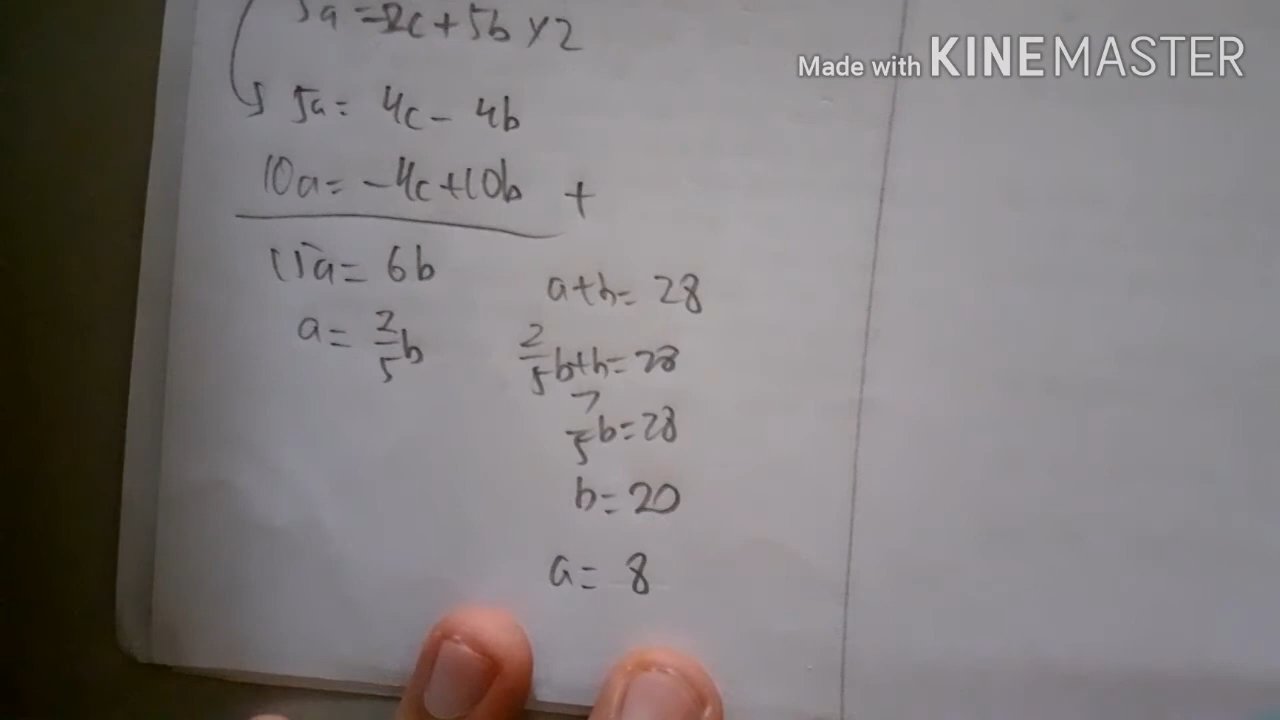 5a = -2c + 5b × 2
Made with KINEMASTER
5a = 4c - 4b
10a = -4c + 10b +
15a = 6b
a = 2/5 b
a + b = 28
2/5 b + b = 28
7/5 b = 28
b = 20
a = 8